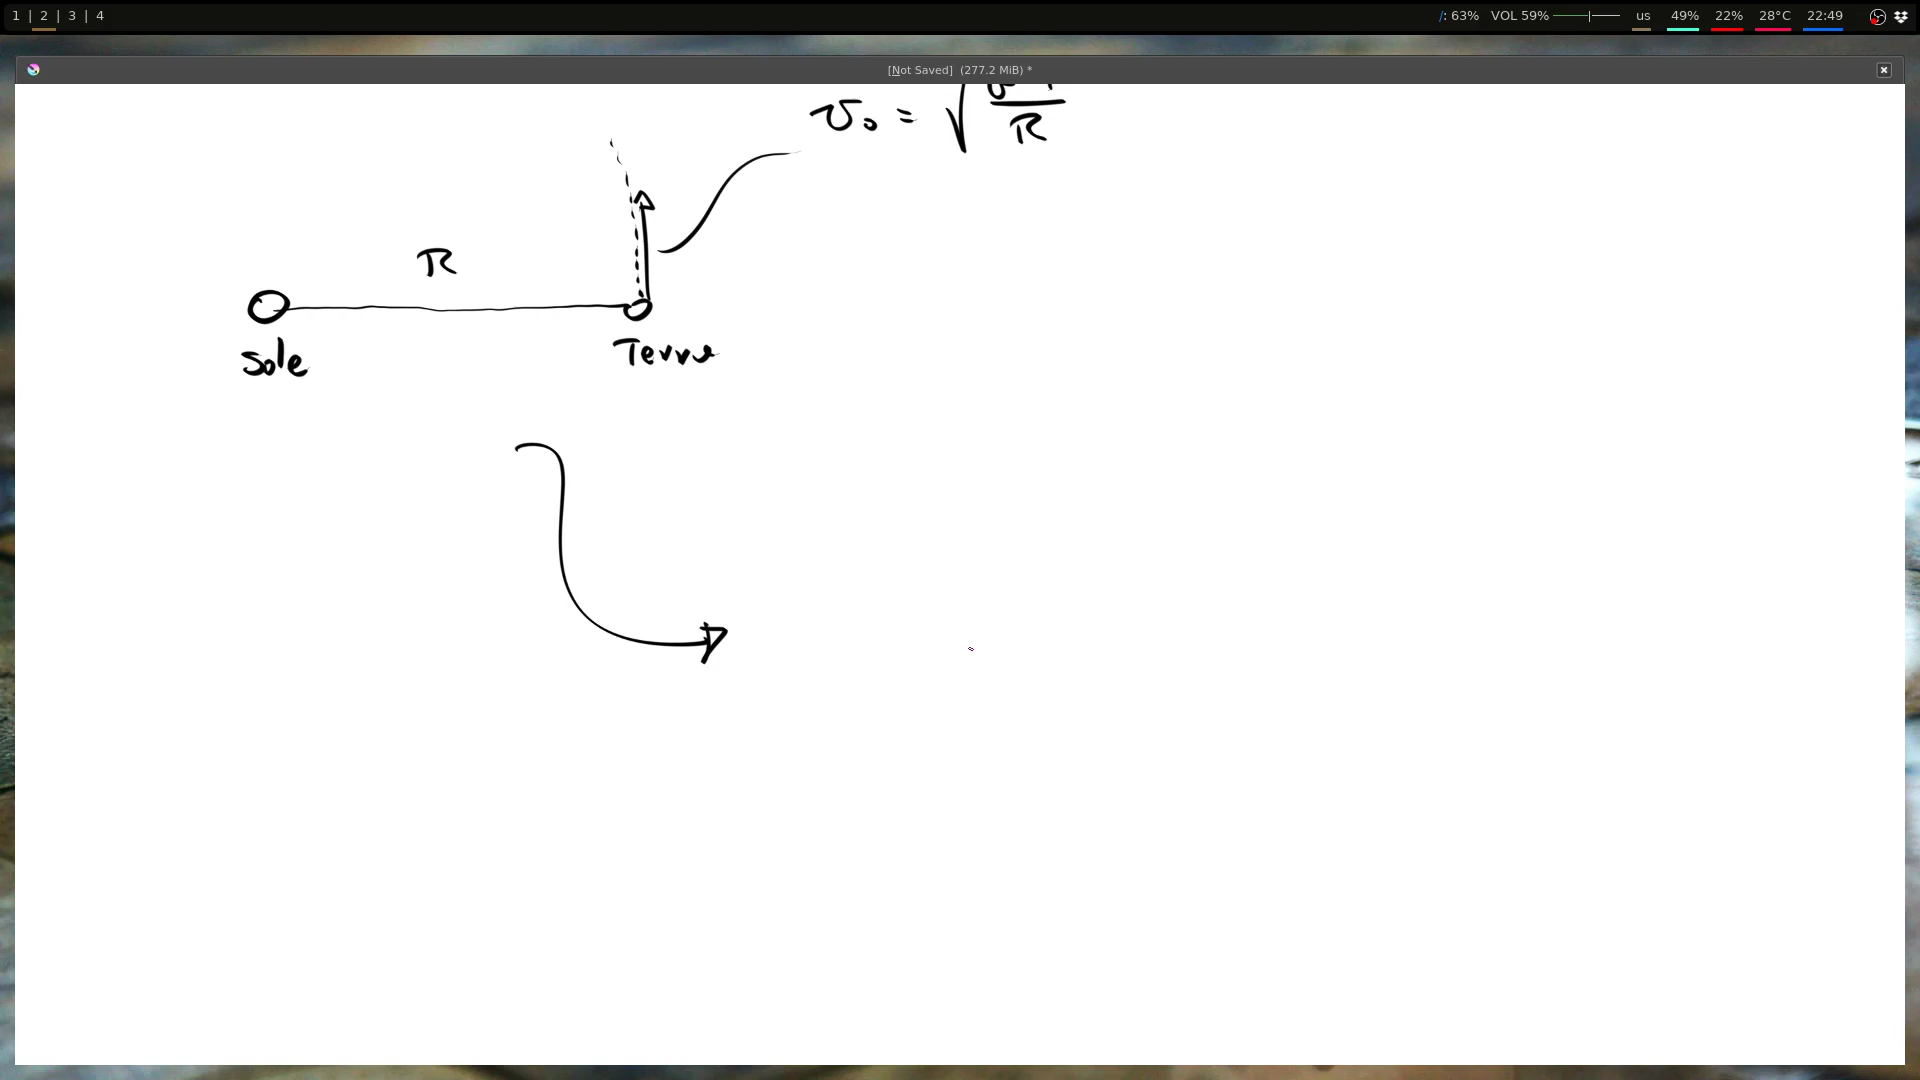 1 | 2 | 3 | 4 /: 63% VOL 59% us 49% 22% 28°C 22:49
[Not Saved] (277.2 MiB) *
v₀ = √ R
R
Sole Terra